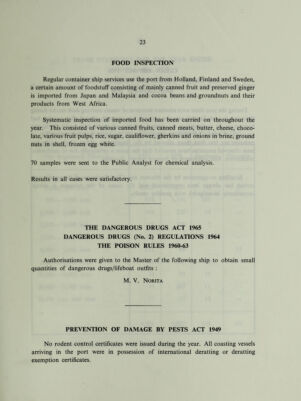 23
FOOD INSPECTION
Regular container ship services use the port from Holland, Finland and Sweden,
a certain amount of foodstuff consisting of mainly canned fruit and preserved ginger
is imported from Japan and Malaysia and cocoa beans and groundnuts and their
products from West Africa.
Systematic inspection of imported food has been carried on throughout the
year. This consisted of various canned fruits, canned meats, butter, cheese, choco-
late, various fruit pulps, rice, sugar, cauliflower, gherkins and onions in brine, ground
nuts in shell, frozen egg white.
70 samples were sent to the Public Analyst for chemical analysis.
Results in all cases were satisfactory.
THE DANGEROUS DRUGS ACT 1965
DANGEROUS DRUGS (No. 2) REGULATIONS 1964
THE POISON RULES 1960-63
Authorisations were given to the Master of the following ship to obtain small
quantities of dangerous drugs/lifeboat outfits :
M. V. NORITA
PREVENTION OF DAMAGE BY PESTS ACT 1949
No rodent control certificates were issued during the year. All coasting vessels
arriving in the port were in possession of international deratting or deratting
exemption certificates.